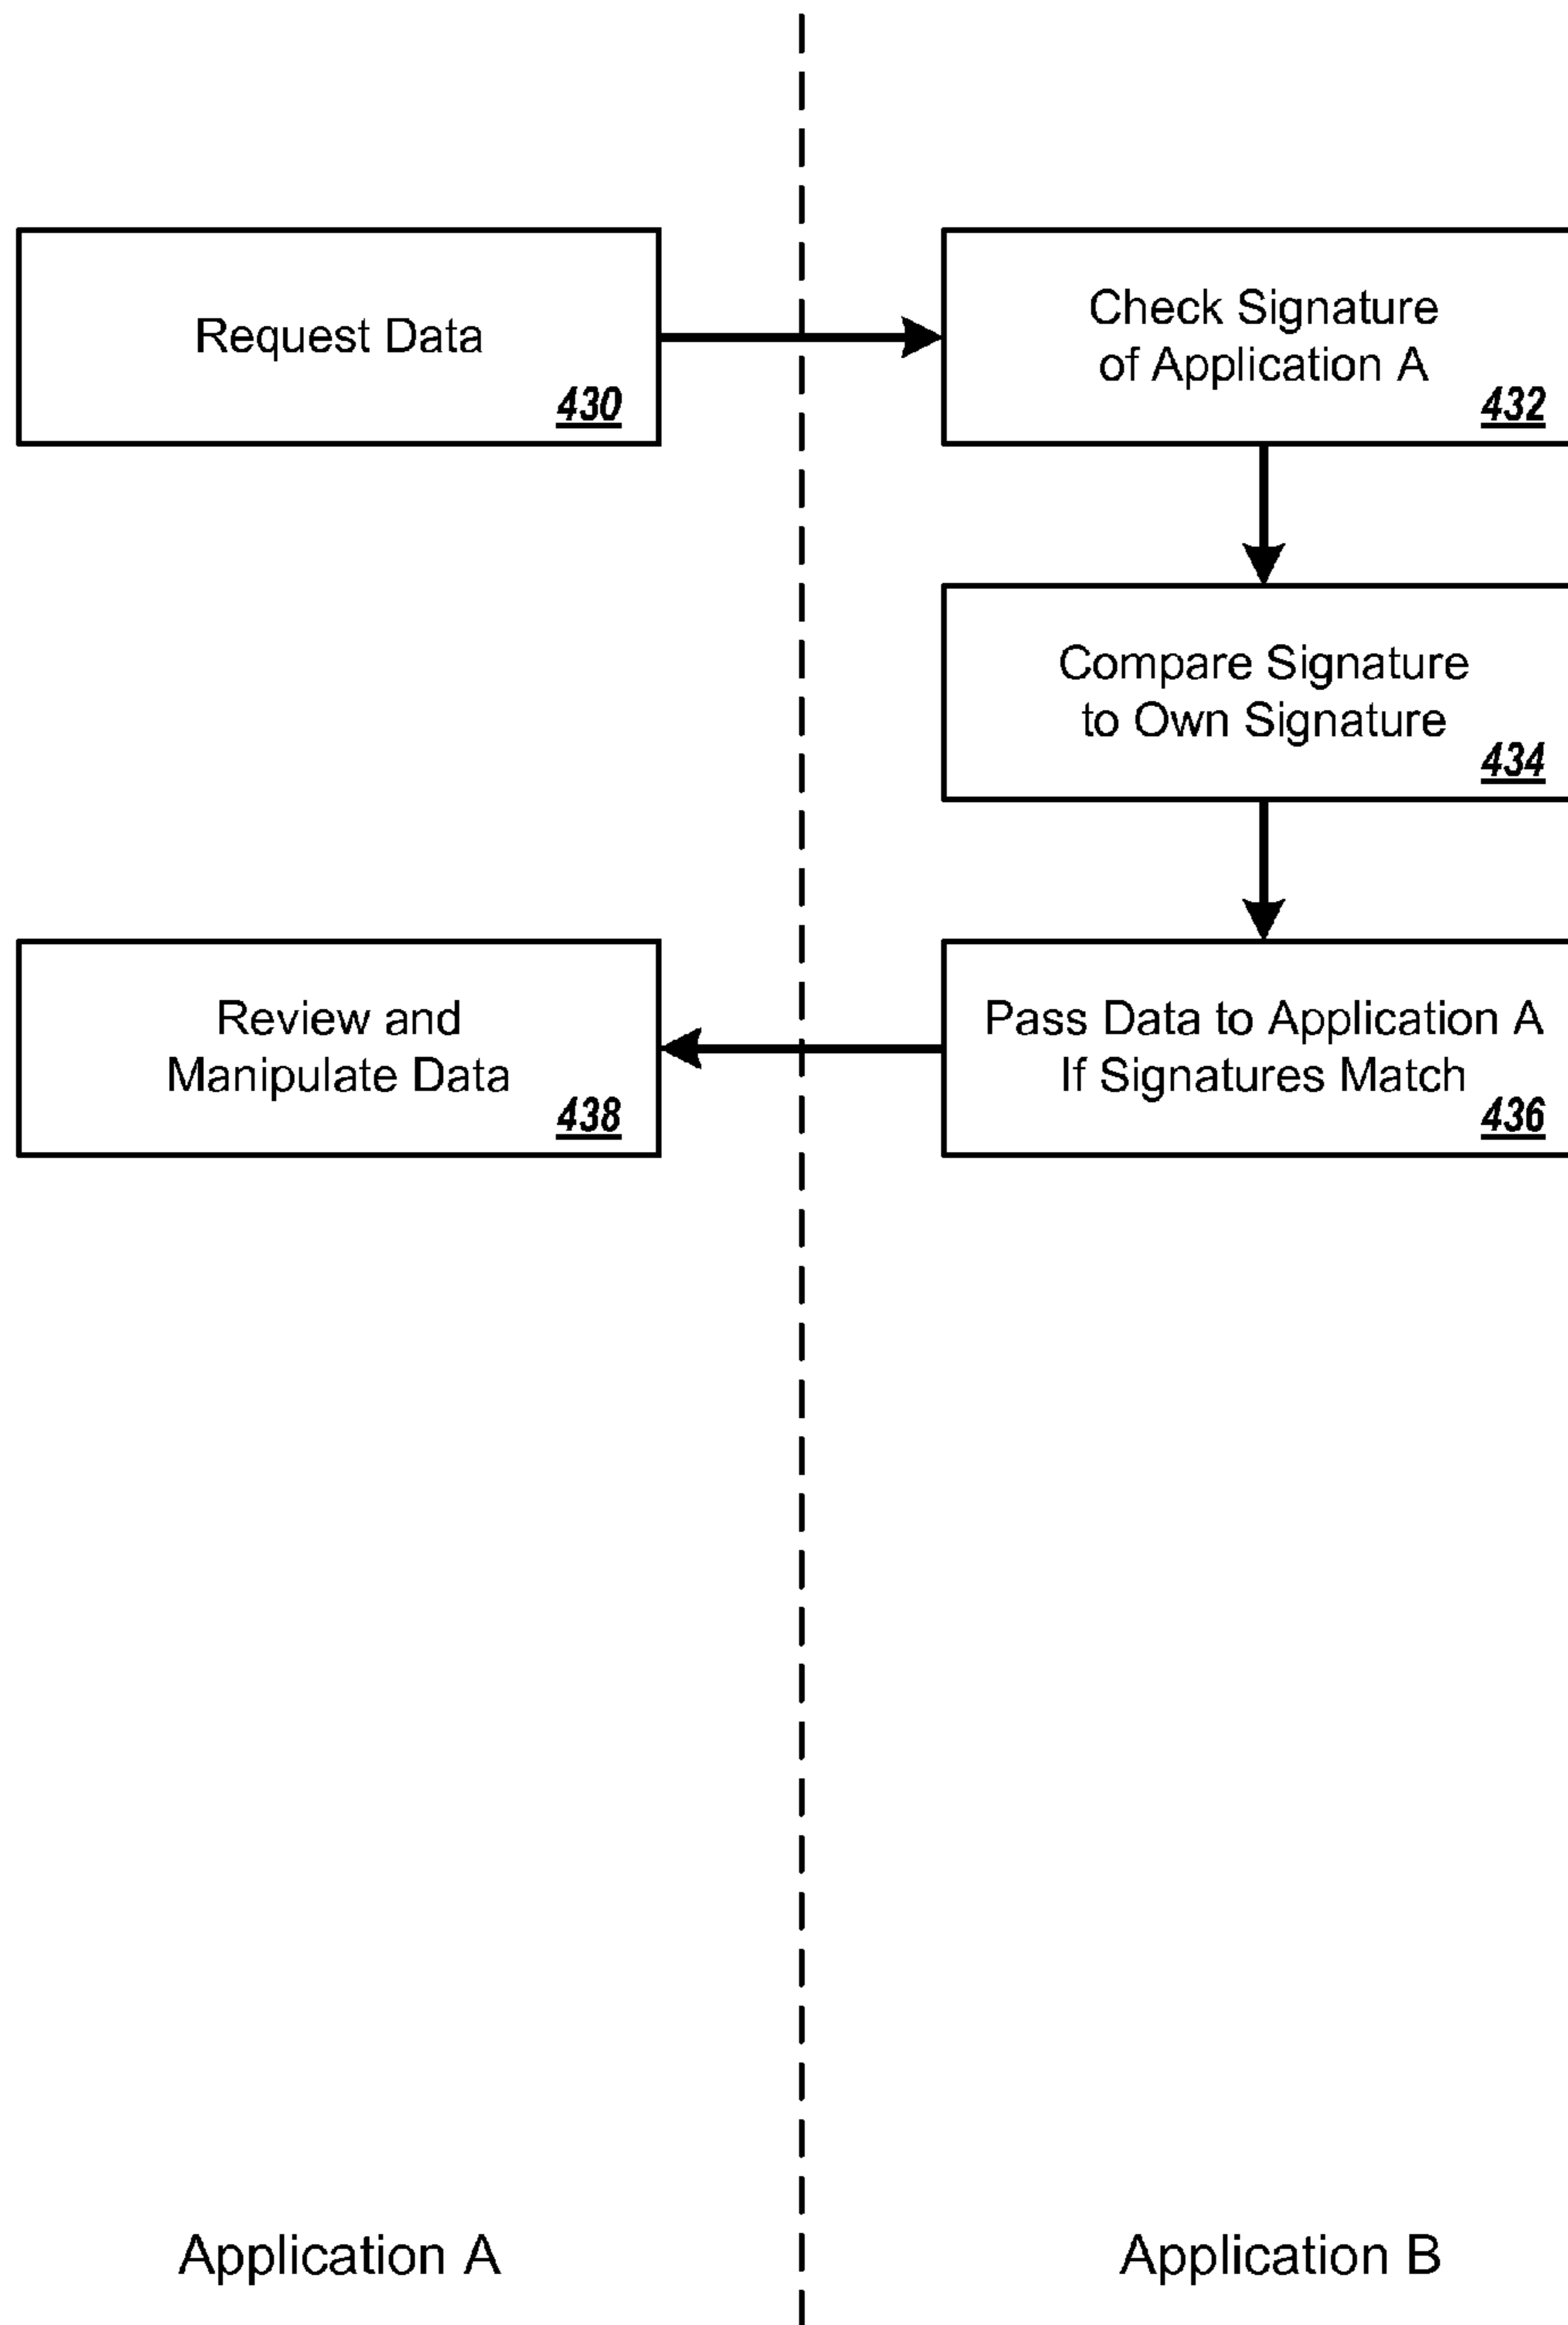 Request Data
430
Check Signature
of Application A
432
Compare Signature
to Own Signature
434
Pass Data to Application A
If Signatures Match
436
Review and
Manipulate Data
438
Application A
Application B